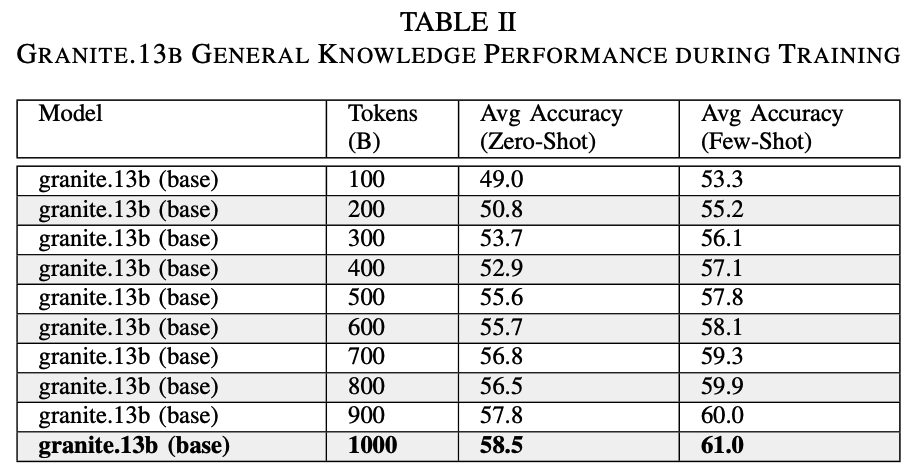 TABLE II
GRANITE.13B GENERAL KNOWLEDGE PERFORMANCE DURING TRAINING
Model Tokens (B) Avg Accuracy (Zero-Shot) Avg Accuracy (Few-Shot)
granite.13b (base) 100 49.0 53.3
granite.13b (base) 200 50.8 55.2
granite.13b (base) 300 53.7 56.1
granite.13b (base) 400 52.9 57.1
granite.13b (base) 500 55.6 57.8
granite.13b (base) 600 55.7 58.1
granite.13b (base) 700 56.8 59.3
granite.13b (base) 800 56.5 59.9
granite.13b (base) 900 57.8 60.0
granite.13b (base) 1000 58.5 61.0